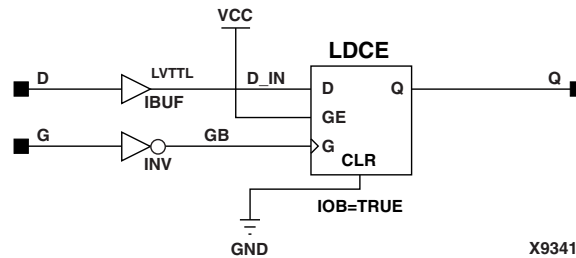 VCC
LDCE
D
LVTTL
IBUF
D_IN
D
Q
Q
GE
G
INV
GB
G
CLR
IOB=TRUE
GND
X9341